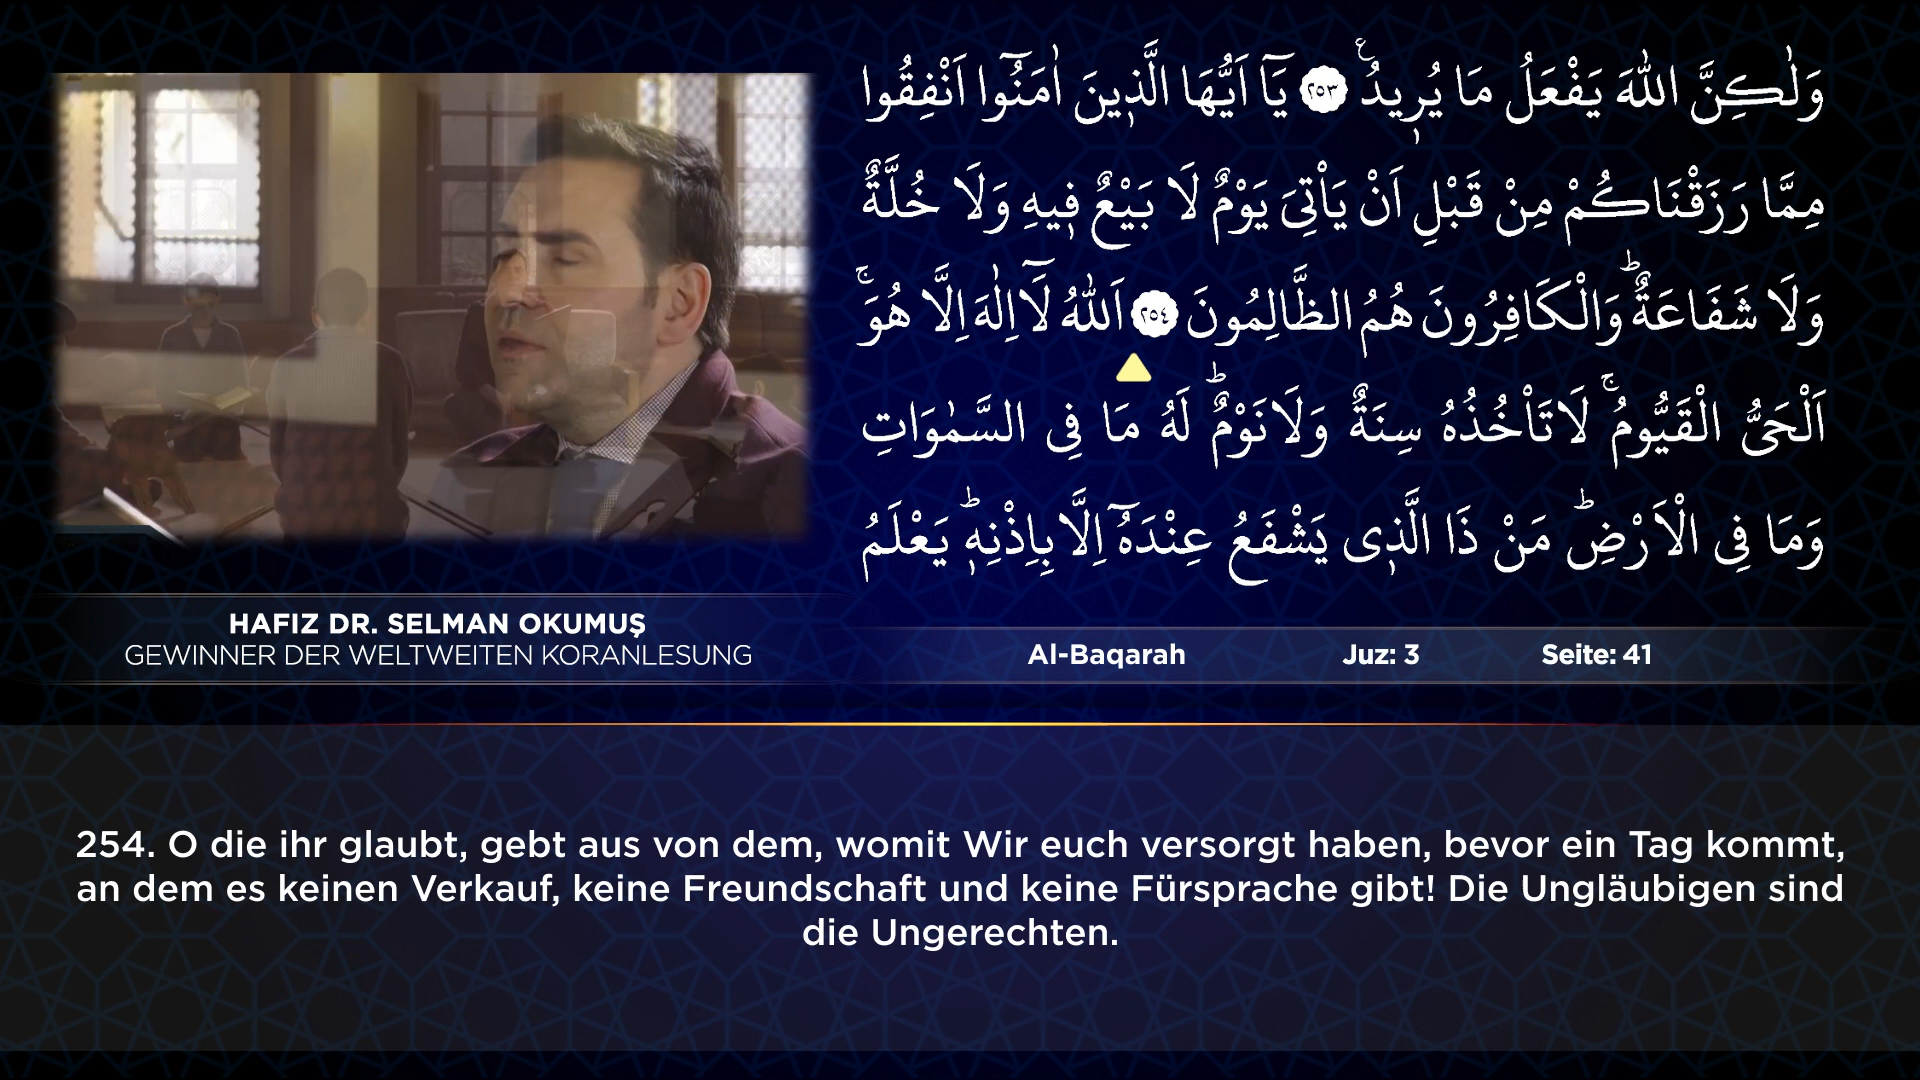 وَلٰكِنَّ اللّٰهَ يَفْعَلُ مَا يُر۪يدُ ﴿٢٥٣﴾ يَٓا اَيُّهَا الَّذ۪ينَ اٰمَنُٓوا اَنْفِقُوا
مِمَّا رَزَقْنَاكُمْ مِنْ قَبْلِ اَنْ يَأْتِيَ يَوْمٌ لَا بَيْعٌ ف۪يهِ وَلَا خُلَّةٌ
وَلَا شَفَاعَةٌۜ وَالْكَافِرُونَ هُمُ الظَّالِمُونَ ﴿٢٥٤﴾ اَللّٰهُ لَٓا اِلٰهَ اِلَّا هُوَۚ
اَلْحَيُّ الْقَيُّومُۚ لَا تَأْخُذُهُ سِنَةٌ وَلَا نَوْمٌۜ لَهُ مَا فِي السَّمٰوَاتِ
وَمَا فِي الْاَرْضِۜ مَنْ ذَا الَّذ۪ي يَشْفَعُ عِنْدَهُٓ اِلَّا بِاِذْنِه۪ۜ يَعْلَمُ
HAFIZ DR. SELMAN OKUMUŞ
GEWINNER DER WELTWEITEN KORANLESUNG
Al-Baqarah Juz: 3 Seite: 41
254. O die ihr glaubt, gebt aus von dem, womit Wir euch versorgt haben, bevor ein Tag kommt,
an dem es keinen Verkauf, keine Freundschaft und keine Fürsprache gibt! Die Ungläubigen sind
die Ungerechten.